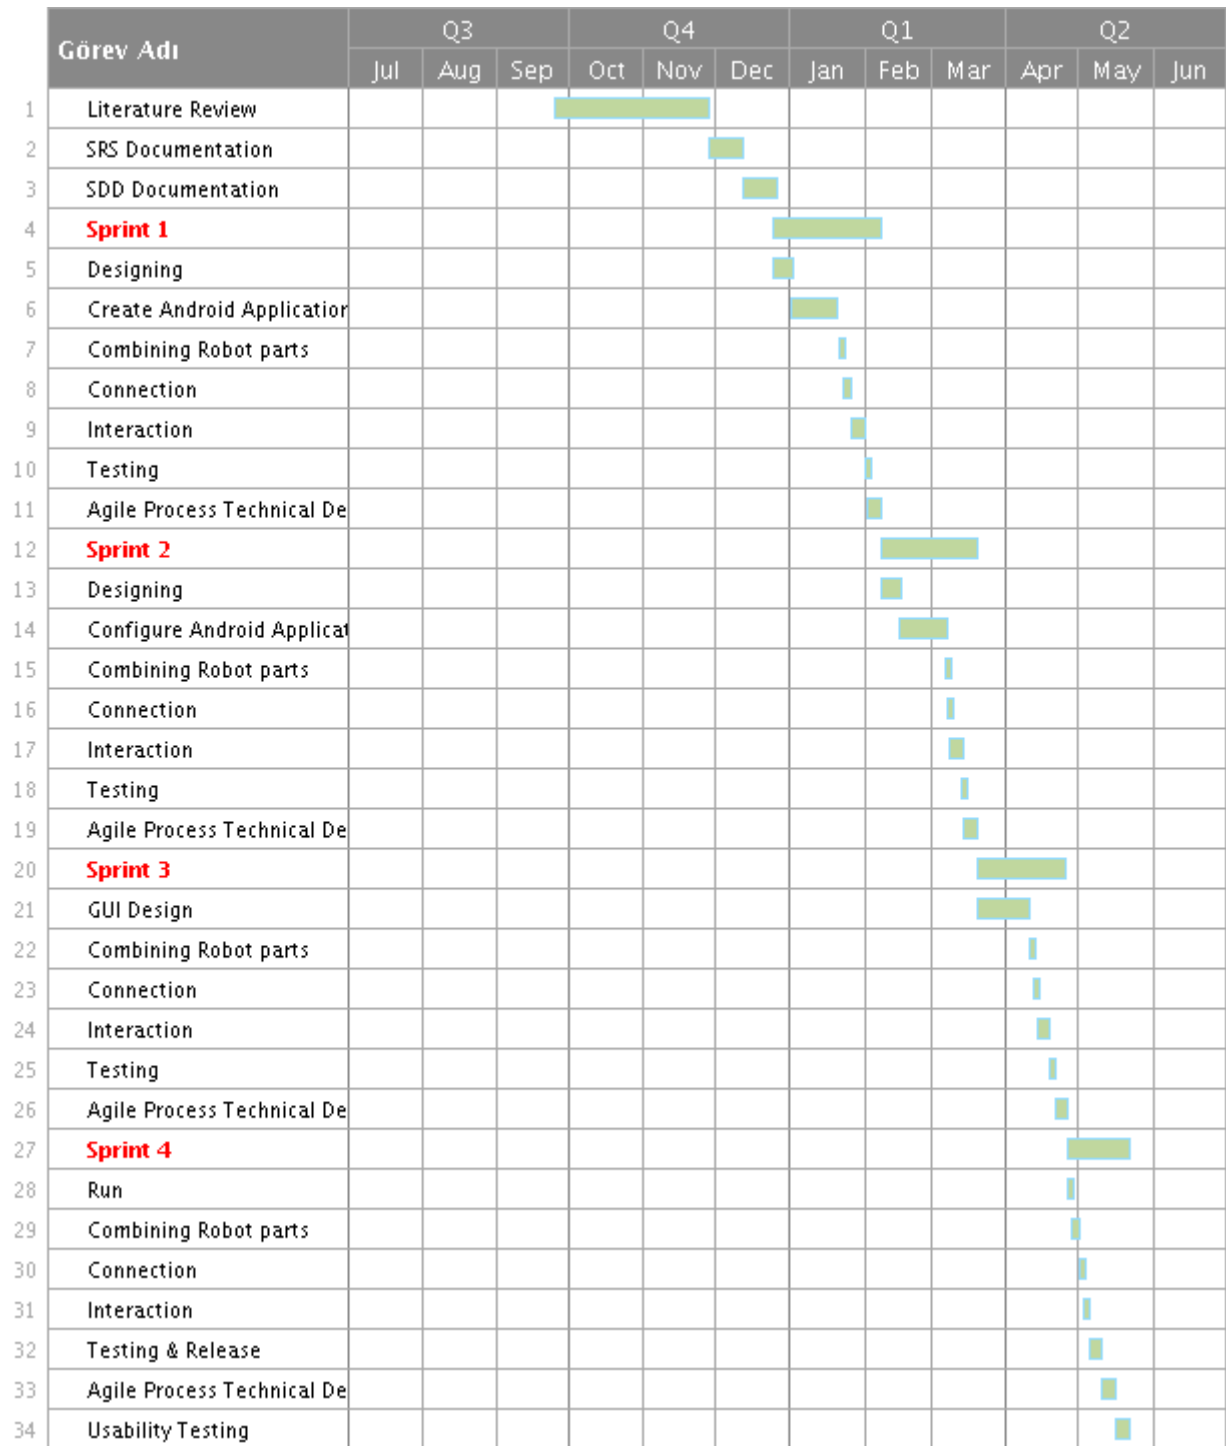 Görev Adı
Q3 Q4 Q1 Q2
Jul Aug Sep Oct Nov Dec Jan Feb Mar Apr May Jun
1 Literature Review
2 SRS Documentation
3 SDD Documentation
4 Sprint 1
5 Designing
6 Create Android Application
7 Combining Robot parts
8 Connection
9 Interaction
10 Testing
11 Agile Process Technical De
12 Sprint 2
13 Designing
14 Configure Android Applicat
15 Combining Robot parts
16 Connection
17 Interaction
18 Testing
19 Agile Process Technical De
20 Sprint 3
21 GUI Design
22 Combining Robot parts
23 Connection
24 Interaction
25 Testing
26 Agile Process Technical De
27 Sprint 4
28 Run
29 Combining Robot parts
30 Connection
31 Interaction
32 Testing & Release
33 Agile Process Technical De
34 Usability Testing